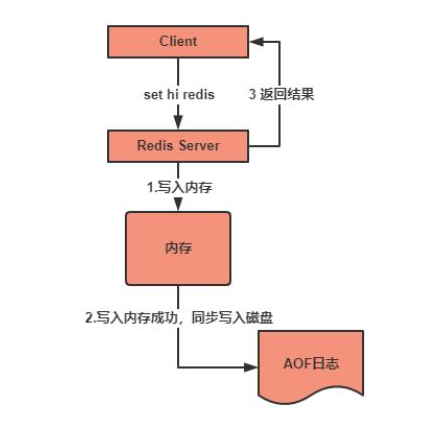 Client
set hi redis
3 返回结果
Redis Server
1.写入内存
内存
2.写入内存成功，同步写入磁盘
AOF日志